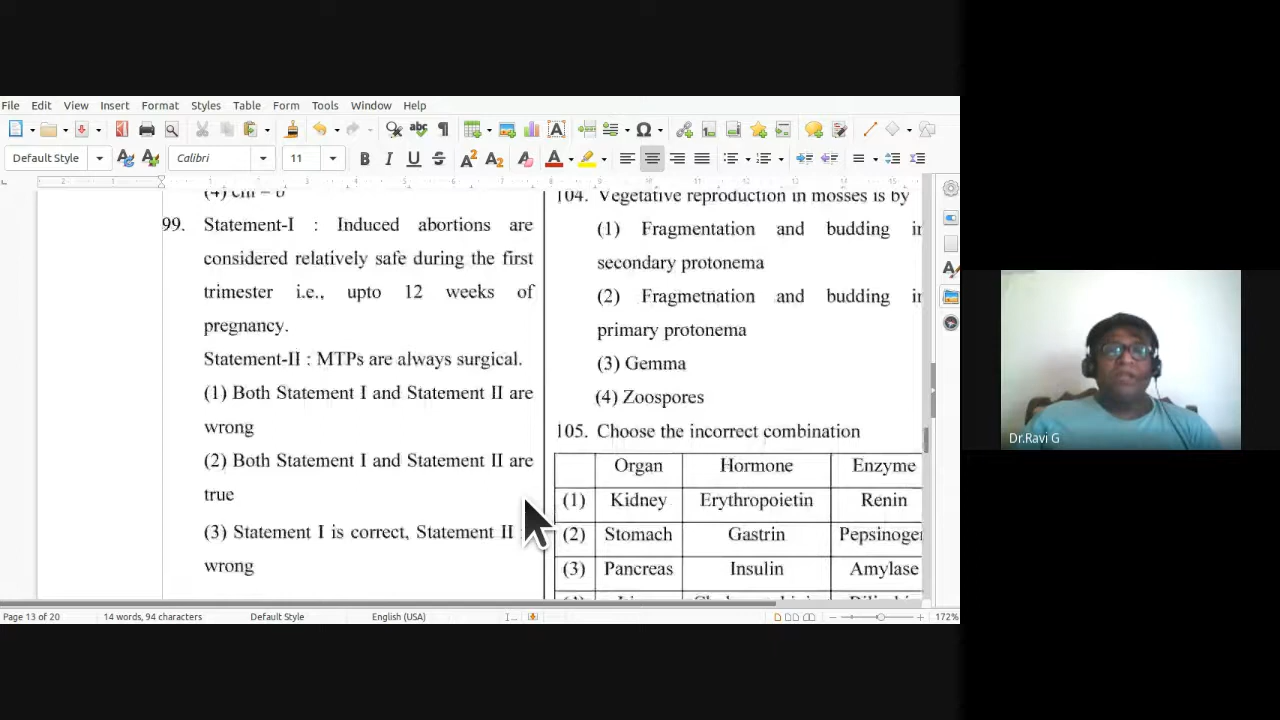 File Edit View Insert Format Styles Table Form Tools Window Help
Default Style Calibri 11
99. Statement-I : Induced abortions are
considered relatively safe during the first
trimester i.e., upto 12 weeks of
pregnancy.
Statement-II : MTPs are always surgical.
(1) Both Statement I and Statement II are
wrong
(2) Both Statement I and Statement II are
true
(3) Statement I is correct, Statement II
wrong
104. Vegetative reproduction in mosses is by
(1) Fragmentation and budding in
secondary protonema
(2) Fragmetnation and budding in
primary protonema
(3) Gemma
(4) Zoospores
105. Choose the incorrect combination
Organ Hormone Enzyme
(1) Kidney Erythropoietin Renin
(2) Stomach Gastrin Pepsinogen
(3) Pancreas Insulin Amylase
Page 13 of 20 14 words, 94 characters Default Style English (USA) 172%
Dr.Ravi G